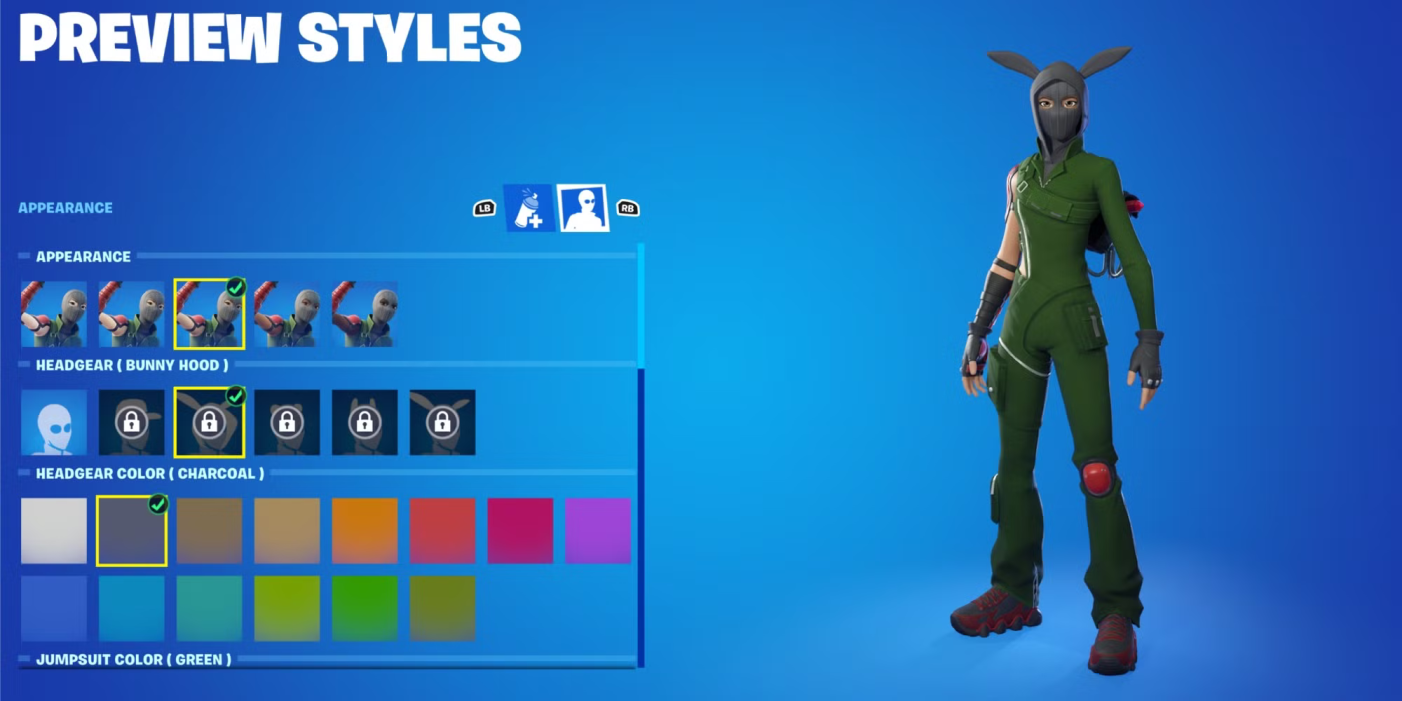 PREVIEW STYLES
APPEARANCE
LB
RB
APPEARANCE
HEADGEAR ( BUNNY HOOD )
HEADGEAR COLOR ( CHARCOAL )
JUMPSUIT COLOR ( GREEN )